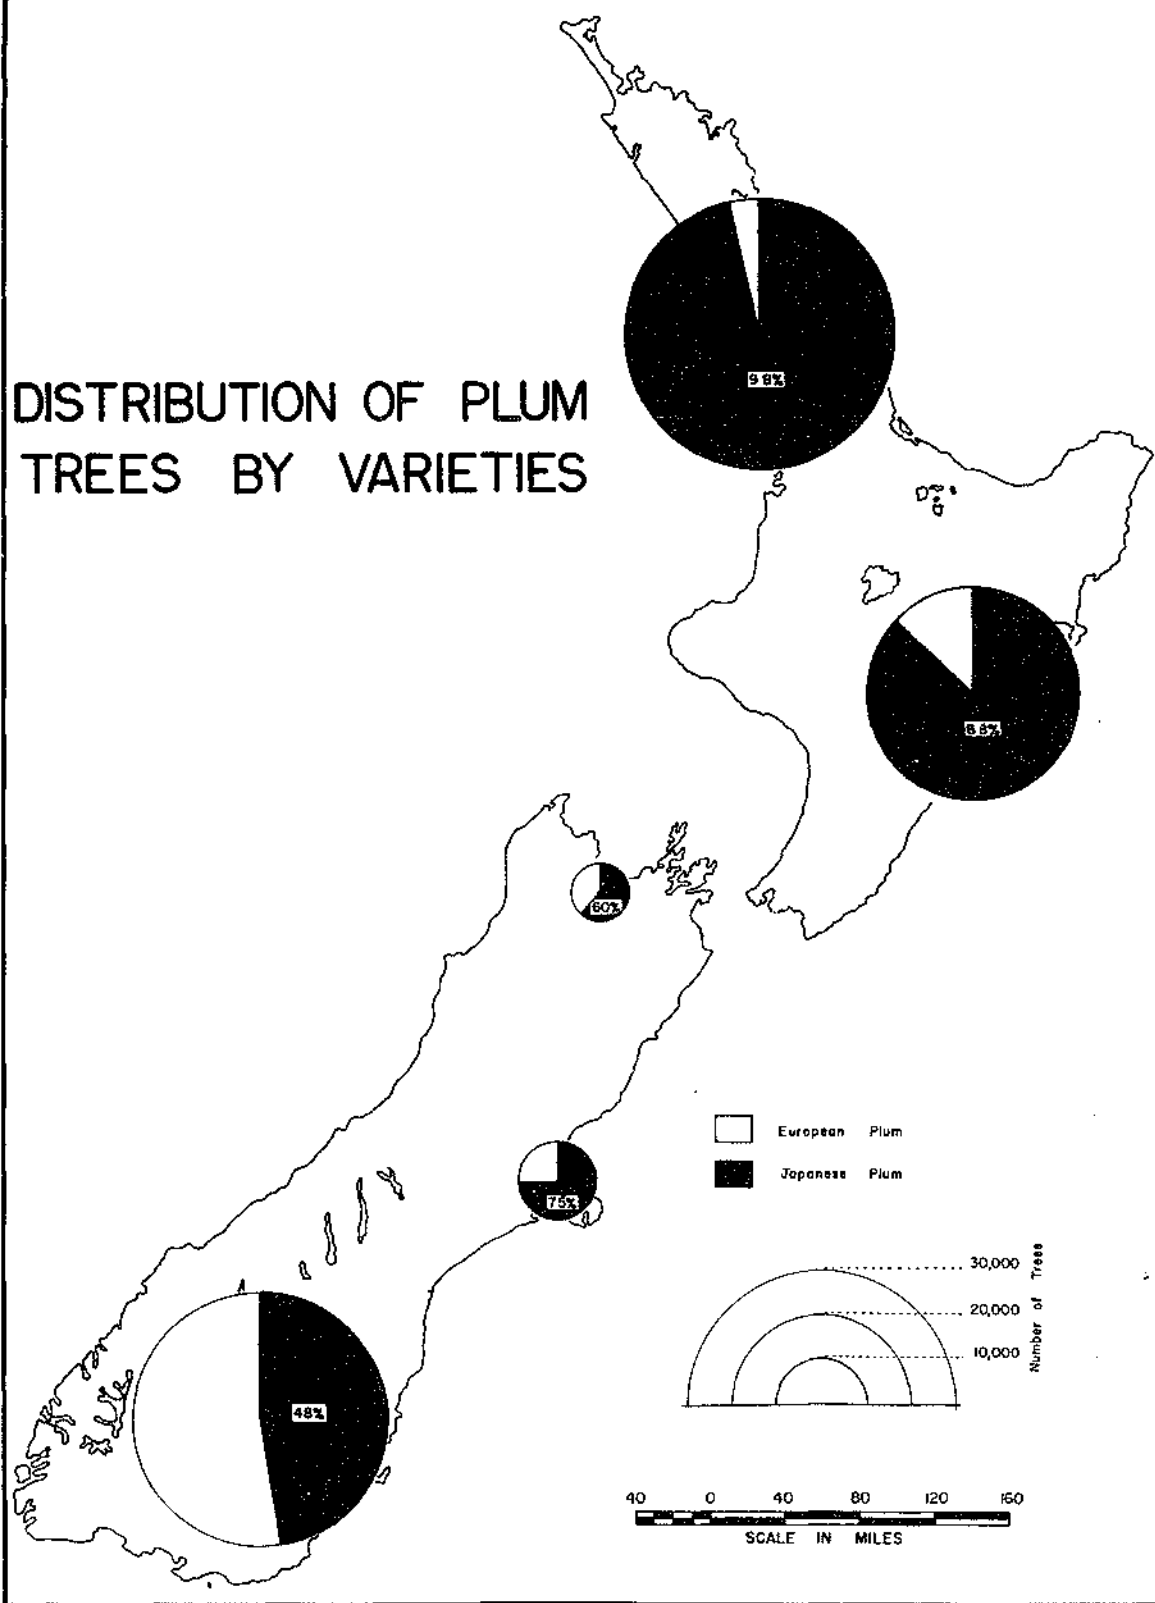 DISTRIBUTION OF PLUM
TREES BY VARIETIES
98%
88%
60%
75%
48%
European Plum
Japanese Plum
30,000
20,000
10,000
Number of Trees
40 0 40 80 120 160
SCALE IN MILES